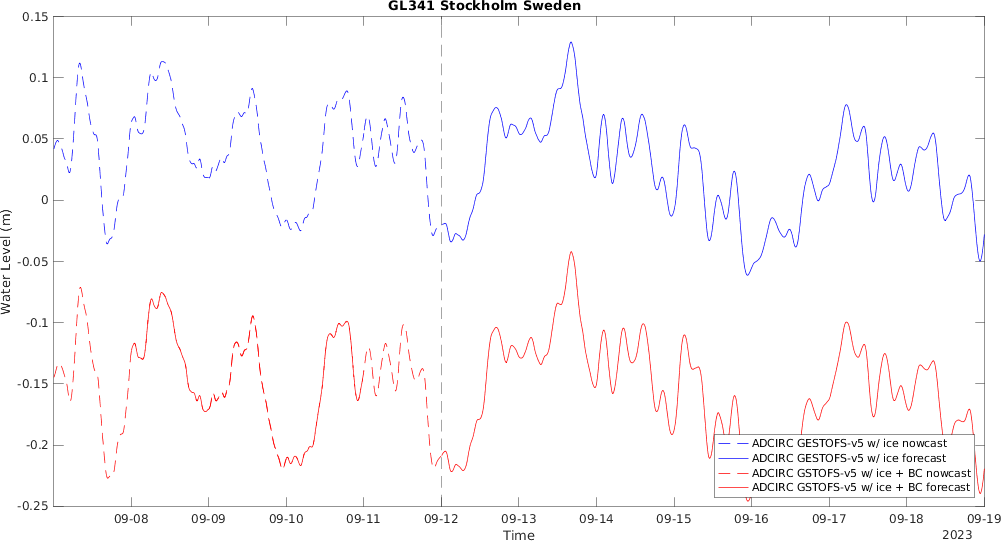 GL341 Stockholm Sweden
0.15
0.1
0.05
0
-0.05
-0.1
-0.15
-0.2
-0.25
Water Level (m)
09-08 09-09 09-10 09-11 09-12 09-13 09-14 09-15 09-16 09-17 09-18 09-19
Time
2023
ADCIRC GESTOFS-v5 w/ ice nowcast
ADCIRC GESTOFS-v5 w/ ice forecast
ADCIRC GSTOFS-v5 w/ ice + BC nowcast
ADCIRC GSTOFS-v5 w/ ice + BC forecast